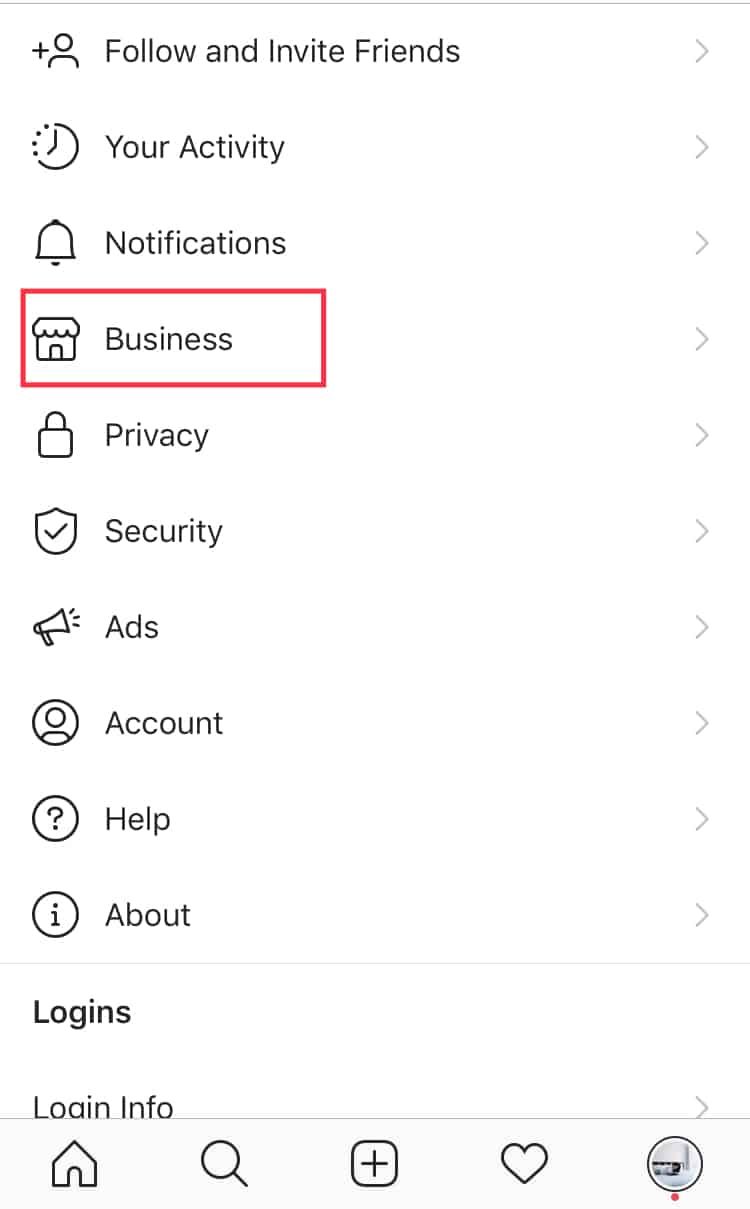 Follow and Invite Friends
Your Activity
Notifications
Business
Privacy
Security
Ads
Account
Help
About
Logins
Login Info